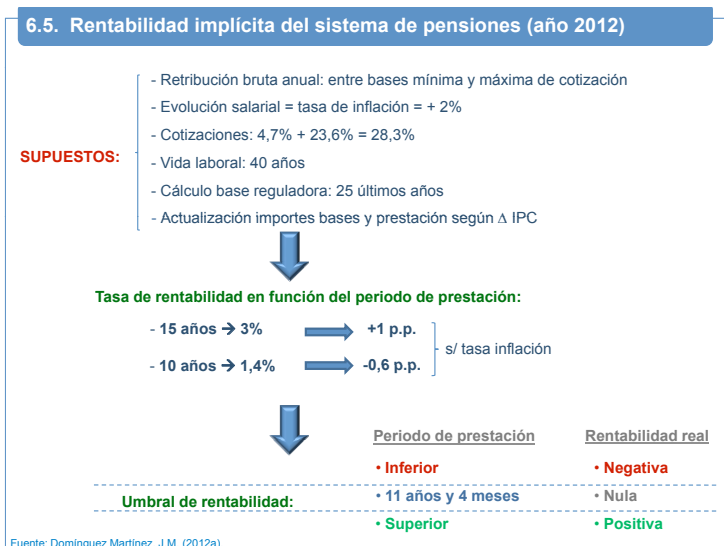 6.5. Rentabilidad implícita del sistema de pensiones (año 2012)
SUPUESTOS:
- Retribución bruta anual: entre bases mínima y máxima de cotización
- Evolución salarial = tasa de inflación = + 2%
- Cotizaciones: 4,7% + 23,6% = 28,3%
- Vida laboral: 40 años
- Cálculo base reguladora: 25 últimos años
- Actualización importes bases y prestación según ∆ IPC
Tasa de rentabilidad en función del periodo de prestación:
- 15 años → 3% +1 p.p.
- 10 años → 1,4% -0,6 p.p.
s/ tasa inflación
Periodo de prestación Rentabilidad real
• Inferior • Negativa
Umbral de rentabilidad: • 11 años y 4 meses • Nula
• Superior • Positiva
Fuente: Domínguez Martínez, J.M. (2012a)